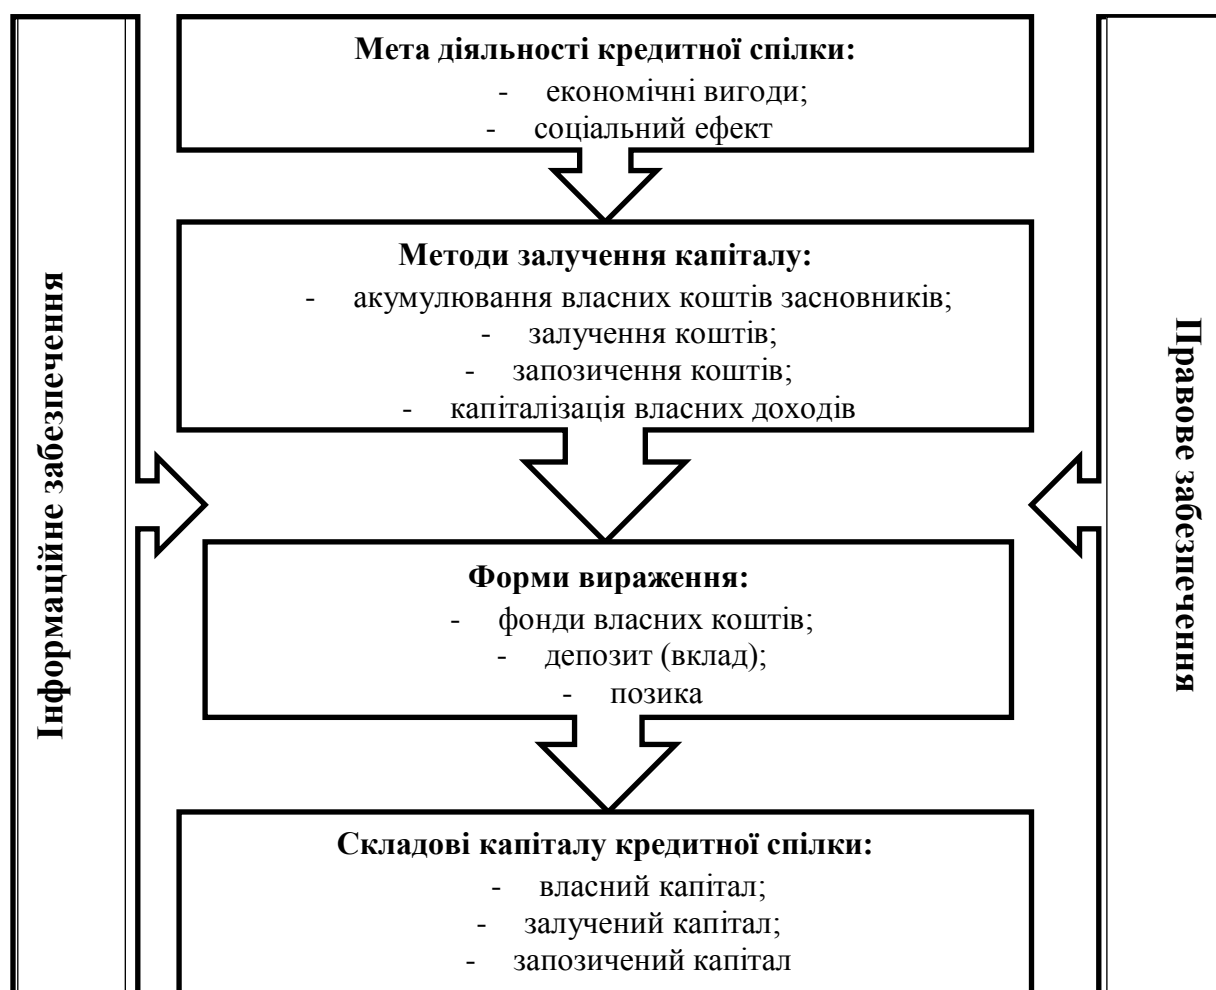 Мета діяльності кредитної спілки:
- економічні вигоди;
- соціальний ефект
Методи залучення капіталу:
- акумулювання власних коштів засновників;
- залучення коштів;
- запозичення коштів;
- капіталізація власних доходів
Інформаційне забезпечення
Правове забезпечення
Форми вираження:
- фонди власних коштів;
- депозит (вклад);
- позика
Складові капіталу кредитної спілки:
- власний капітал;
- залучений капітал;
- запозичений капітал